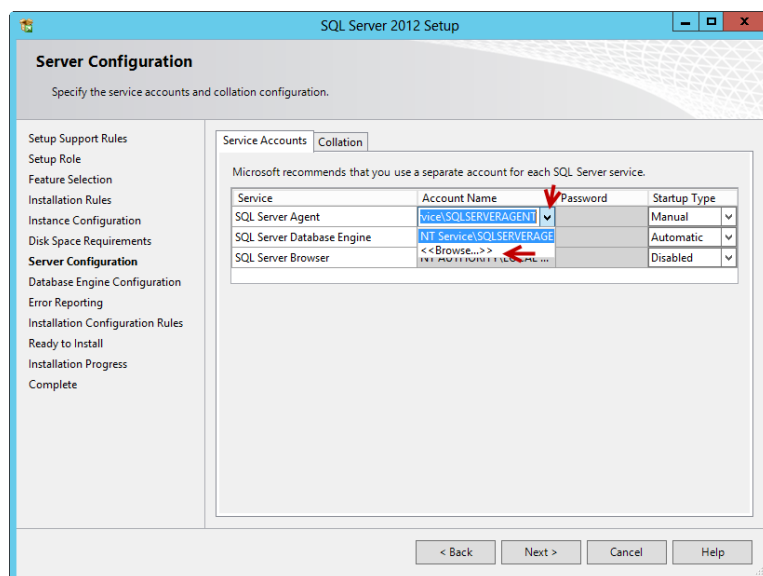 SQL Server 2012 Setup
Server Configuration
Specify the service accounts and collation configuration.
Setup Support Rules
Setup Role
Feature Selection
Installation Rules
Instance Configuration
Disk Space Requirements
Server Configuration
Database Engine Configuration
Error Reporting
Installation Configuration Rules
Ready to Install
Installation Progress
Complete
Service Accounts Collation
Microsoft recommends that you use a separate account for each SQL Server service.
Service Account Name Password Startup Type
SQL Server Agent vice\SQLSERVERAGENT Manual
SQL Server Database Engine NT Service\SQLSERVERAGE Automatic
<<Browse...>>
SQL Server Browser NT AUTHORITY\LOCAL ... Disabled
< Back Next > Cancel Help